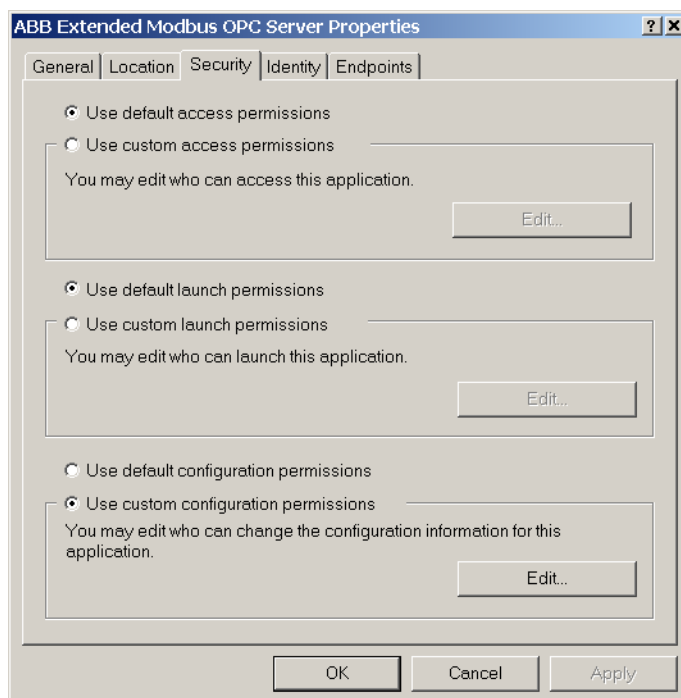 ABB Extended Modbus OPC Server Properties
General Location Security Identity Endpoints
Use default access permissions
Use custom access permissions
You may edit who can access this application.
Edit...
Use default launch permissions
Use custom launch permissions
You may edit who can launch this application.
Edit...
Use default configuration permissions
Use custom configuration permissions
You may edit who can change the configuration information for this
application.
Edit...
OK Cancel Apply